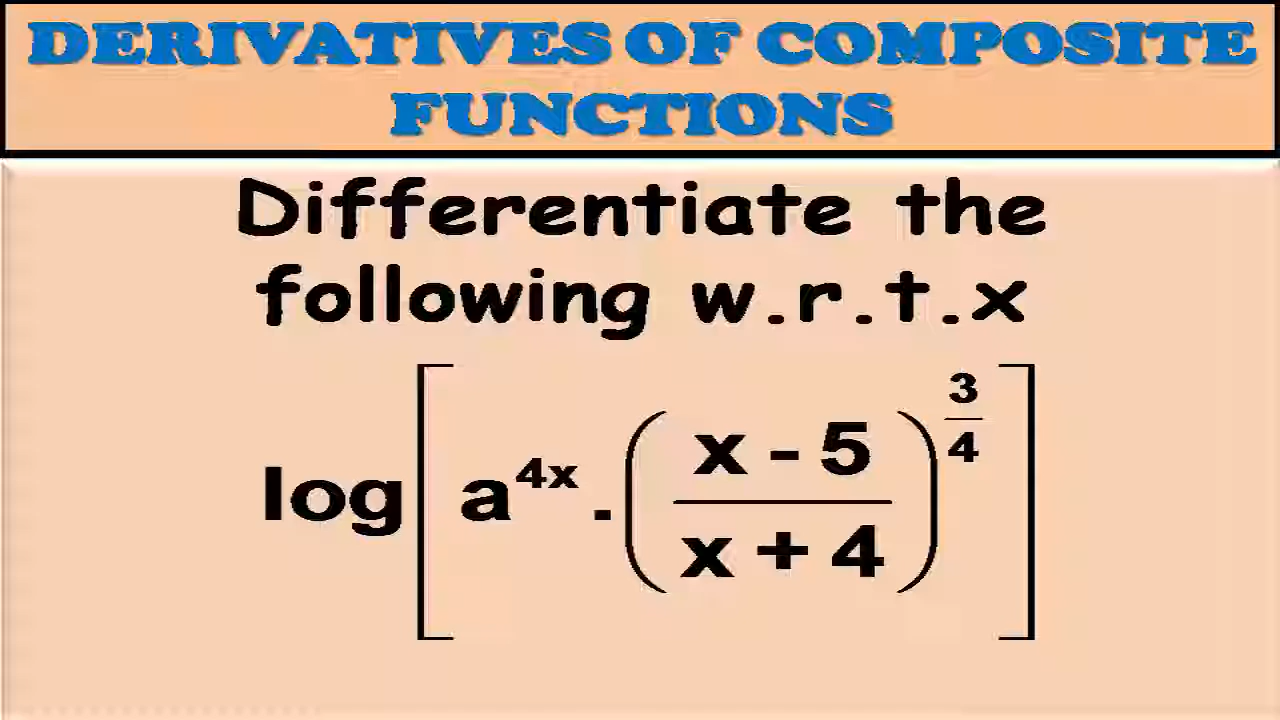 DERIVATIVES OF COMPOSITE
FUNCTIONS
Differentiate the
following w.r.t.x
log[a^{4x}.((x - 5)/(x + 4))^{3/4}]